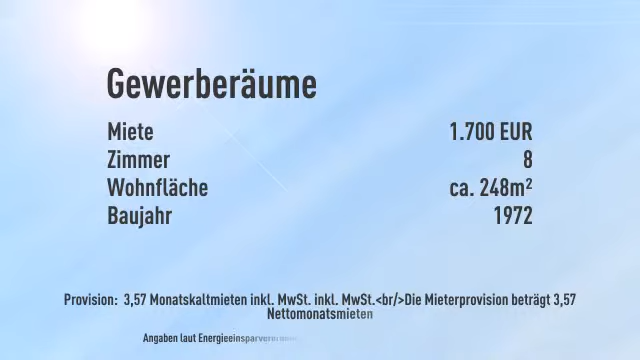 Gewerberäume
Miete 1.700 EUR
Zimmer 8
Wohnfläche ca. 248m²
Baujahr 1972
Provision: 3,57 Monatskaltmieten inkl. MwSt. inkl. MwSt.<br/>Die Mieterprovision beträgt 3,57
Nettomonatsmieten
Angaben laut